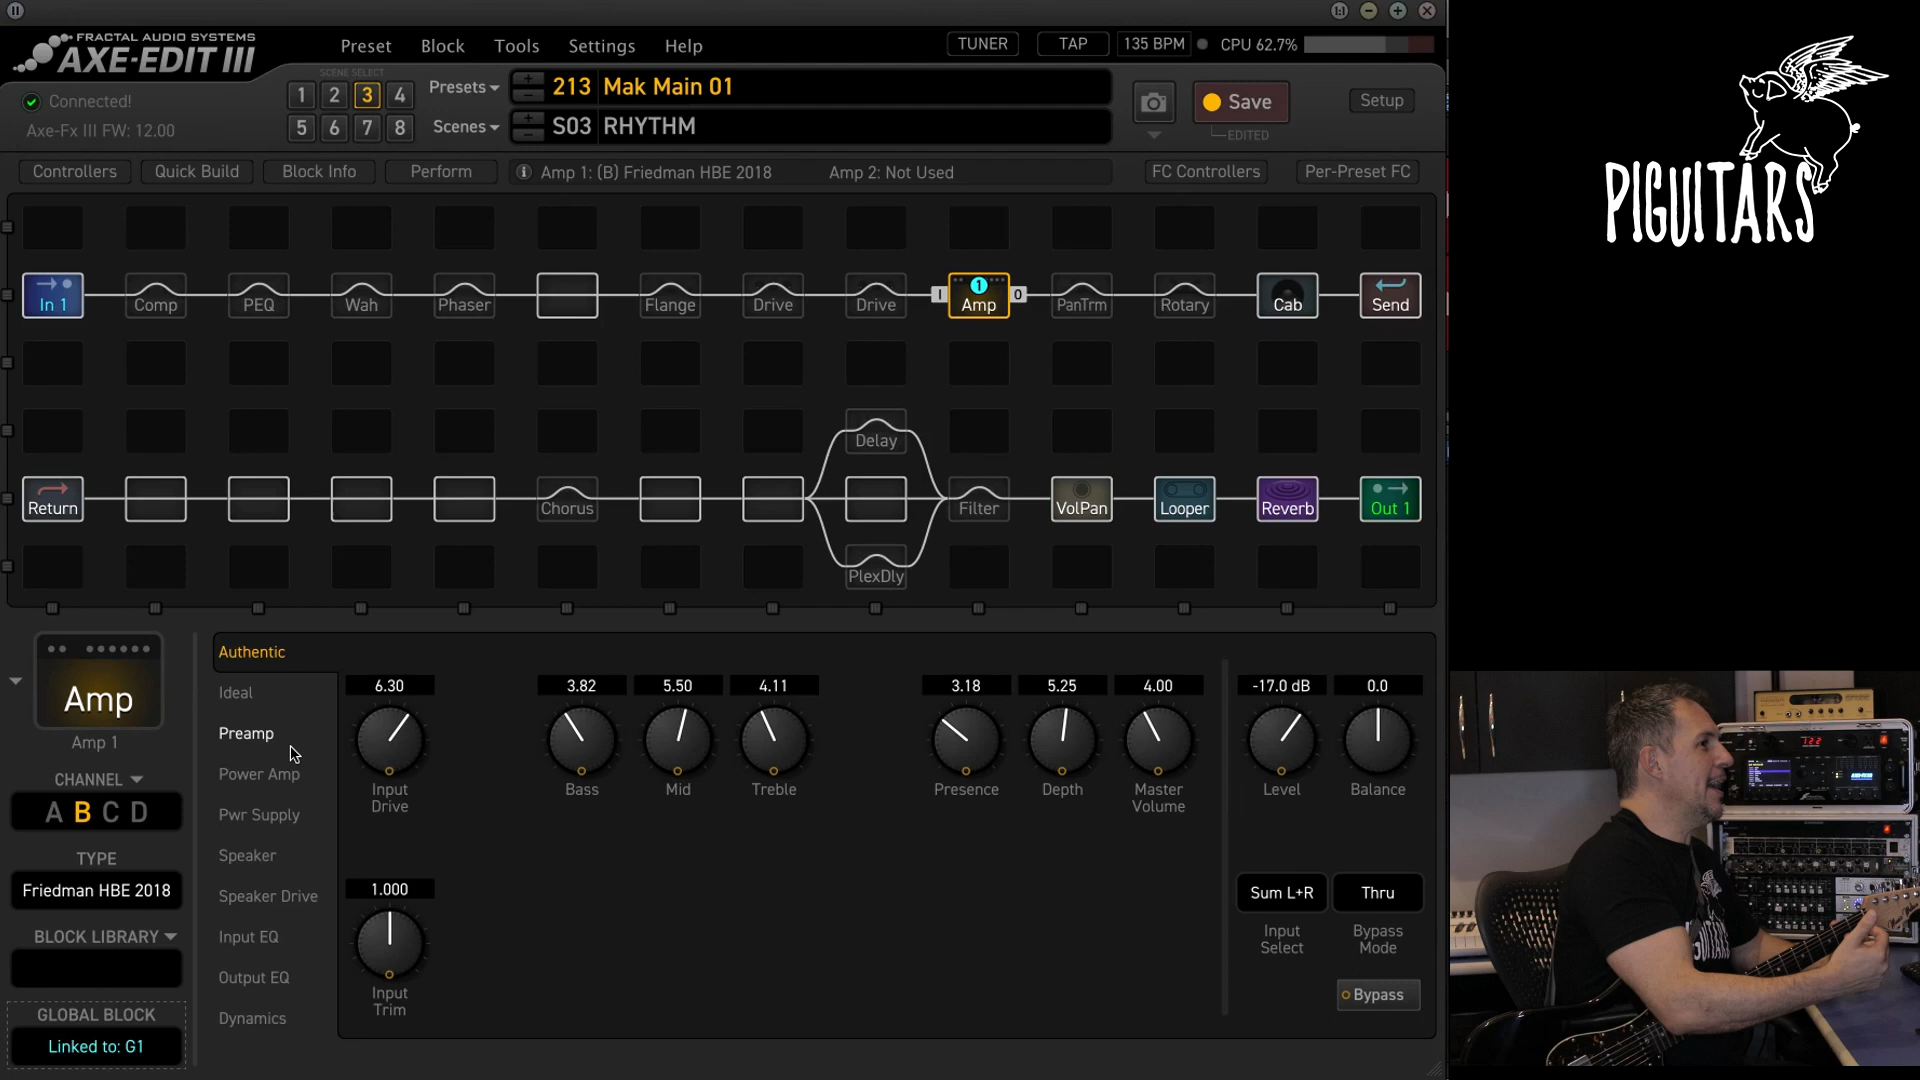 FRACTAL AUDIO SYSTEMS
AXE-EDIT III
Preset Block Tools Settings Help
TUNER TAP 135 BPM CPU 62.7%
Connected!
Axe-Fx III FW: 12.00
SCENE SELECT
1 2 3 4
5 6 7 8
Presets 213 Mak Main 01
Scenes S03 RHYTHM
Save
EDITED
Setup
Controllers Quick Build Block Info Perform Amp 1: (B) Friedman HBE 2018 Amp 2: Not Used FC Controllers Per-Preset FC
In 1 Comp PEQ Wah Phaser Flange Drive Drive I 1 Amp O PanTrm Rotary Cab Send
Delay
Return Chorus Filter VolPan Looper Reverb Out 1
PlexDly
Amp
Amp 1
CHANNEL
A B C D
TYPE
Friedman HBE 2018
BLOCK LIBRARY
GLOBAL BLOCK
Linked to: G1
Authentic
Ideal
Preamp
Power Amp
Pwr Supply
Speaker
Speaker Drive
Input EQ
Output EQ
Dynamics
6.30 3.82 5.50 4.11 3.18 5.25 4.00 -17.0 dB 0.0
Input Drive Bass Mid Treble Presence Depth Master Volume Level Balance
1.000
Input Trim
Sum L+R Thru
Input Select Bypass Mode
Bypass
PIGUITARS
1:1
722